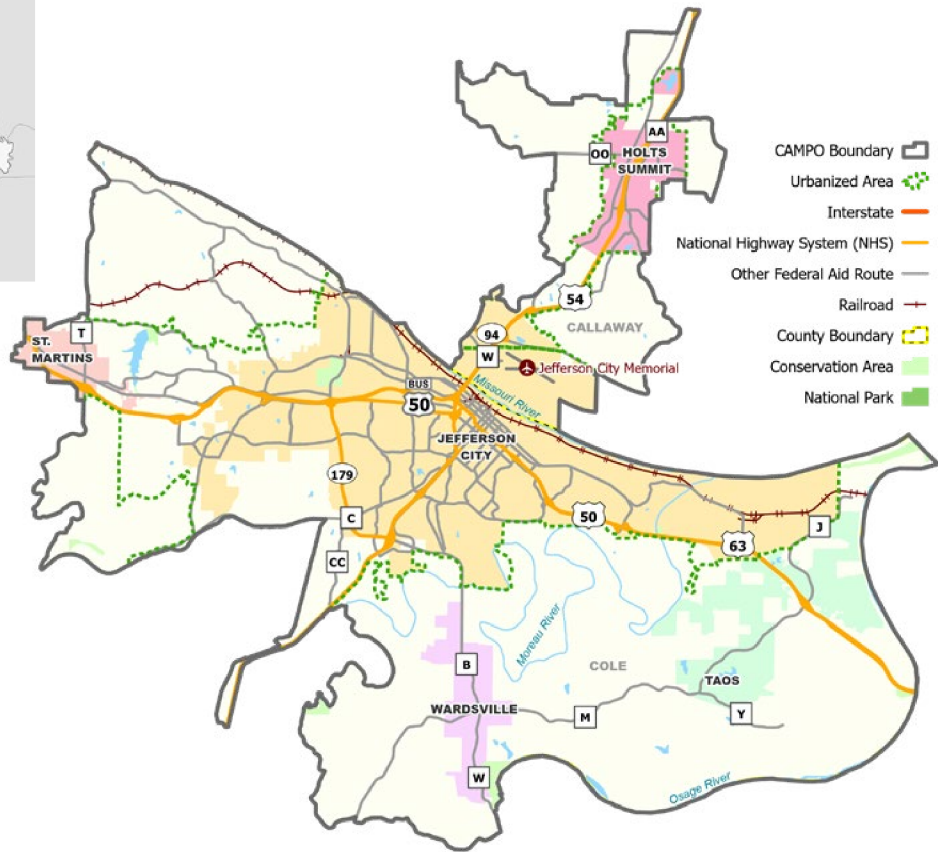 AA
OO
HOLTS
SUMMIT
CAMPO Boundary
Urbanized Area
Interstate
National Highway System (NHS)
Other Federal Aid Route
Railroad
County Boundary
Conservation Area
National Park
54
CALLAWAY
94
W
Jefferson City Memorial
T
ST.
MARTINS
BUS
50
Missouri River
JEFFERSON
CITY
179
C
CC
50
63
J
Moreau River
B
COLE
TAOS
WARDSVILLE
M
Y
W
Osage River